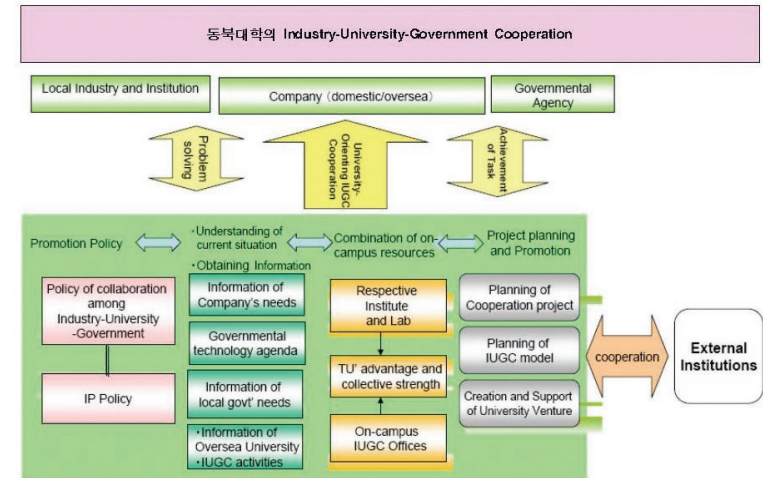 동북대학의 Industry-University-Government Cooperation
Local Industry and Institution
Company (domestic/oversea)
Governmental
Agency
Problem
solving
University-
Orienting IUGC
Cooperation
Achievement
of Task
Promotion Policy
・Understanding of
current situation
・Obtaining Information
Combination of on-
campus resources
Project planning
and Promotion
Policy of collaboration
among
Industry-University
-Government
IP Policy
Information of
Company's needs
Governmental
technology agenda
Information of
local govt' needs
・Information of
Oversea University
・IUGC activities
Respective
Institute
and Lab
TU' advantage and
collective strength
On-campus
IUGC Offices
Planning of
Cooperation project
Planning of
IUGC model
Creation and Support
of University Venture
cooperation
External
Institutions